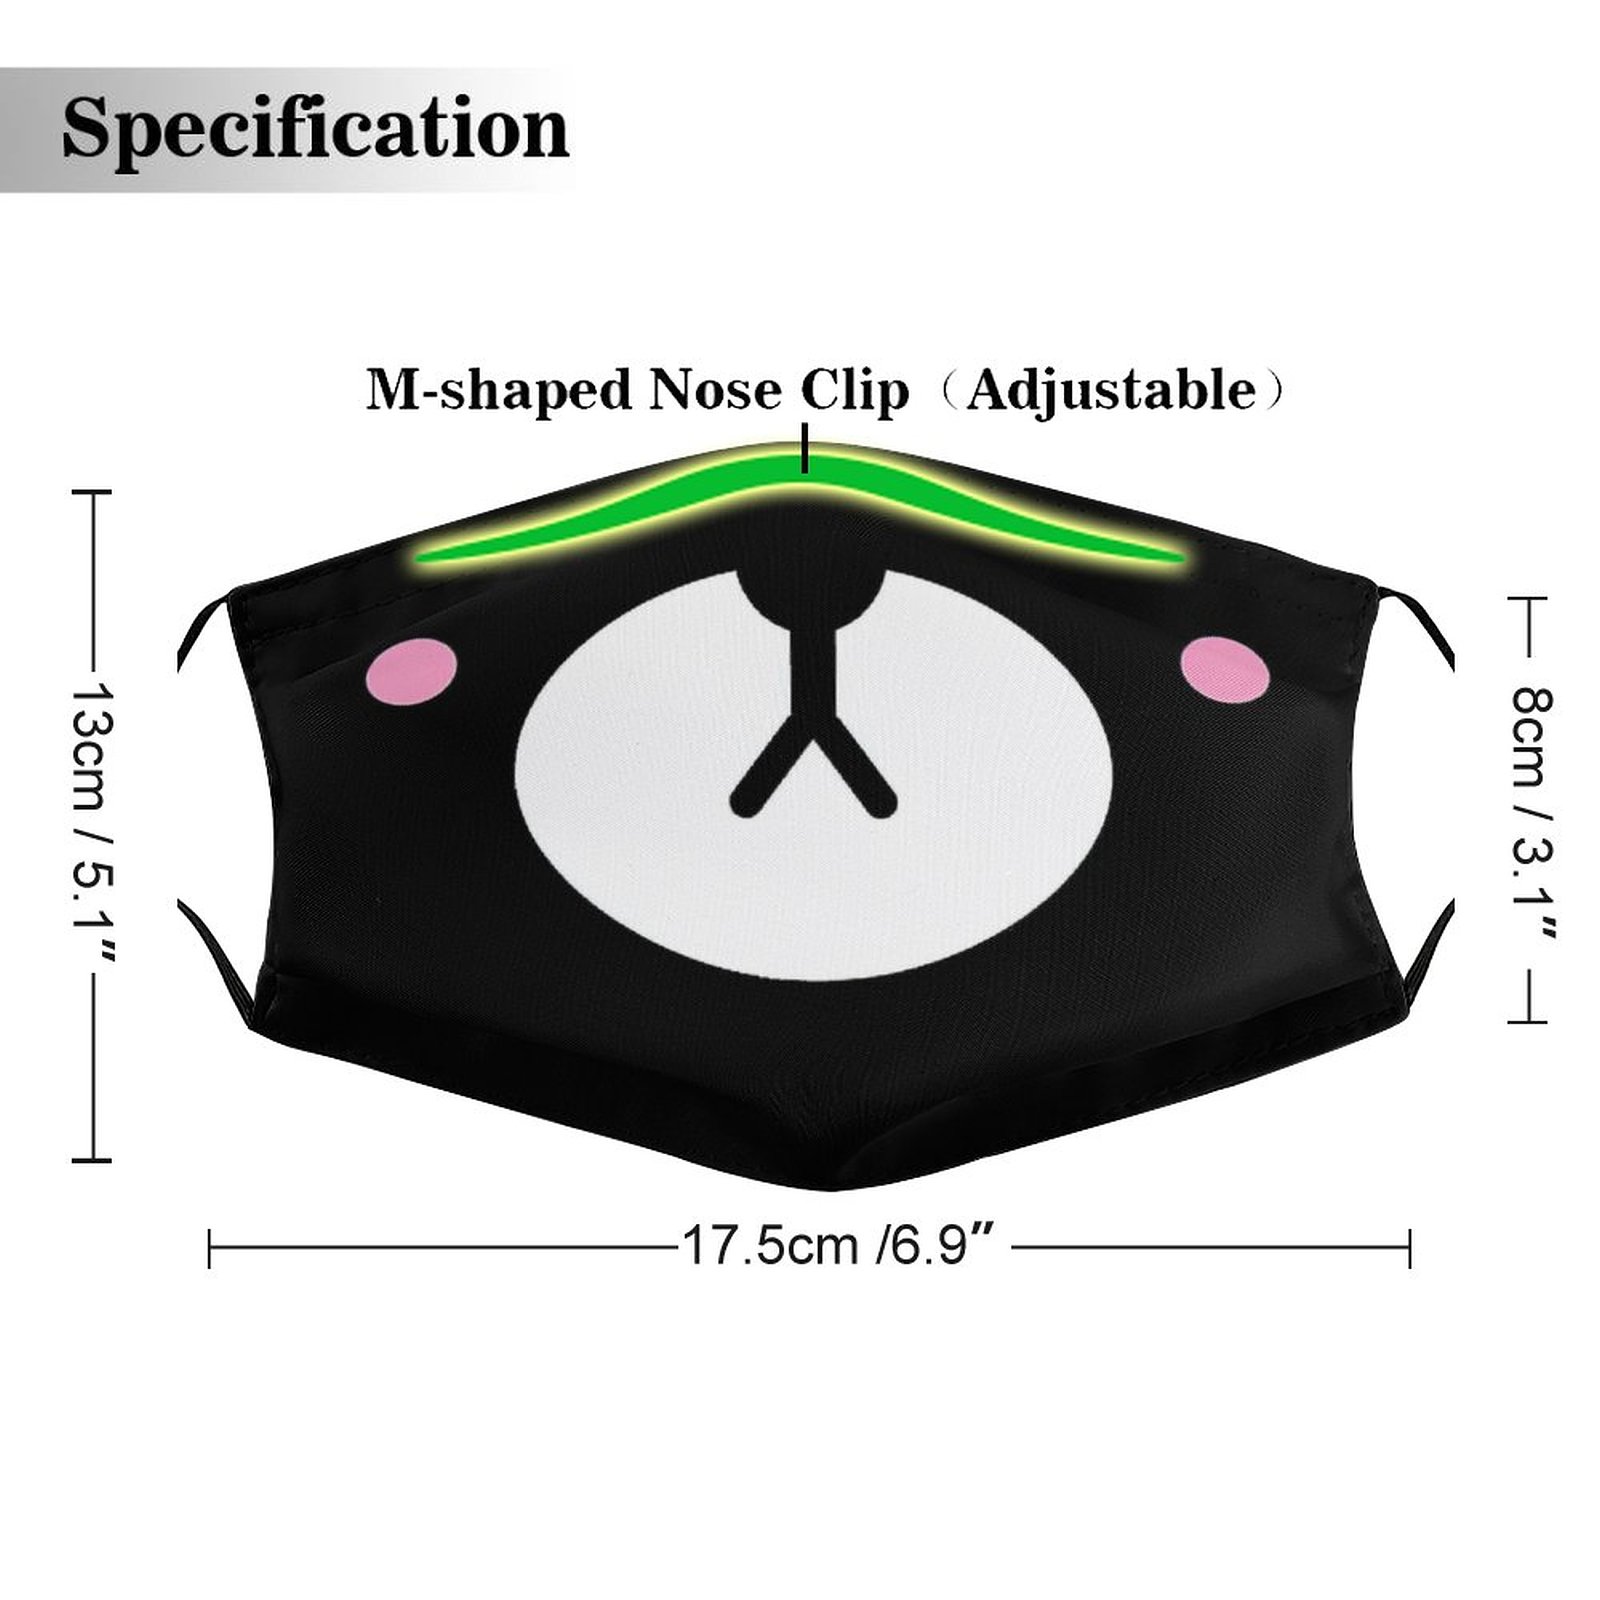 Specification
M-shaped Nose Clip（Adjustable）
13cm / 5.1"
8cm / 3.1"
17.5cm /6.9"